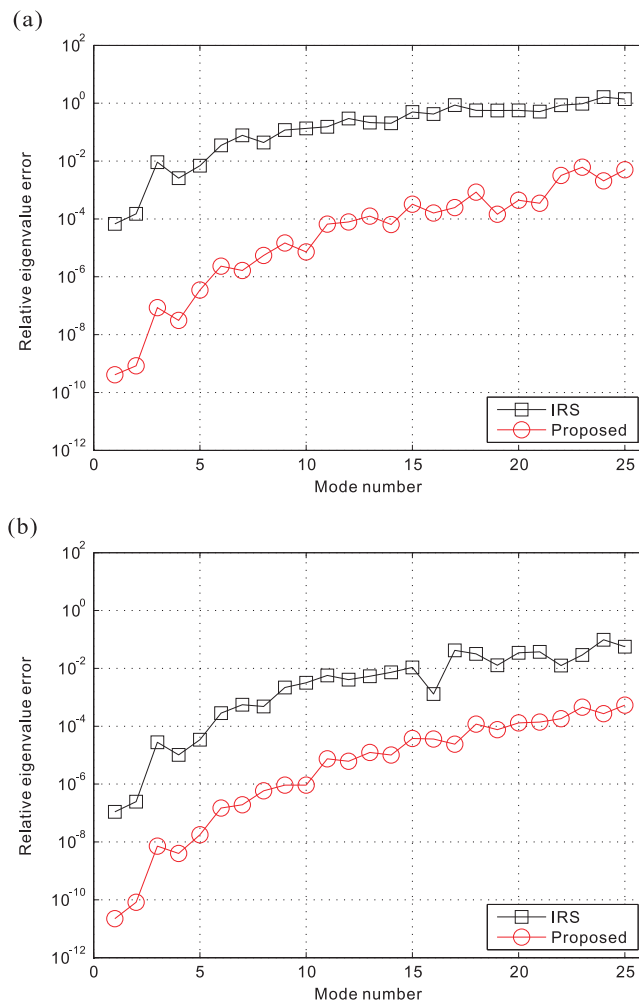 (a)
10^2
10^0
10^-2
10^-4
10^-6
10^-8
10^-10
10^-12
Relative eigenvalue error
0 5 10 15 20 25
Mode number
IRS
Proposed
(b)
10^2
10^0
10^-2
10^-4
10^-6
10^-8
10^-10
10^-12
Relative eigenvalue error
0 5 10 15 20 25
Mode number
IRS
Proposed